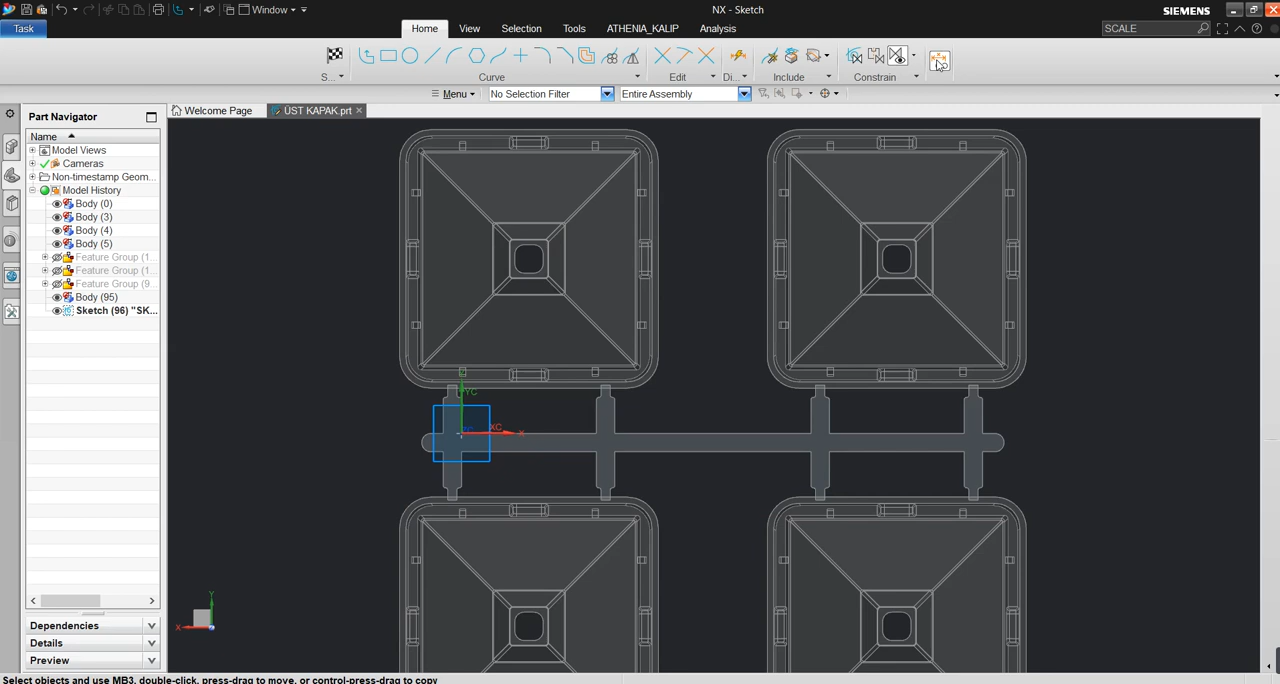 Window
NX - Sketch
SIEMENS
Task
Home
View
Selection
Tools
ATHENIA_KALIP
Analysis
SCALE
S...
Curve
Edit
Di...
Include
Constrain
Menu
No Selection Filter
Entire Assembly
Part Navigator
Welcome Page
ÜST KAPAK.prt
Name
Model Views
Cameras
Non-timestamp Geom...
Model History
Body (0)
Body (3)
Body (4)
Body (5)
Feature Group (1...
Feature Group (1...
Feature Group (9...
Body (95)
Sketch (96) "SK...
YC
XC
X
Y
X
Dependencies
Details
Preview
Select objects and use MB3, double-click, press-drag to move, or control-press-drag to copy